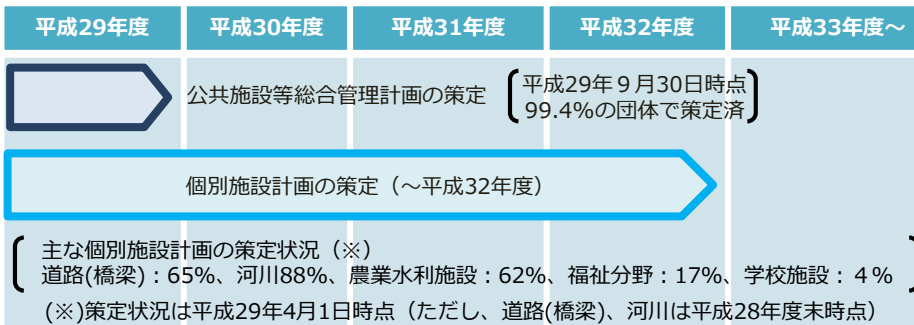 平成29年度 平成30年度 平成31年度 平成32年度 平成33年度～
公共施設等総合管理計画の策定
平成29年９月30日時点
99.4%の団体で策定済
個別施設計画の策定（～平成32年度）
主な個別施設計画の策定状況（※）
道路(橋梁)：65%、河川88%、農業水利施設：62%、福祉分野：17%、学校施設：４%
(※)策定状況は平成29年4月1日時点（ただし、道路(橋梁)、河川は平成28年度末時点）